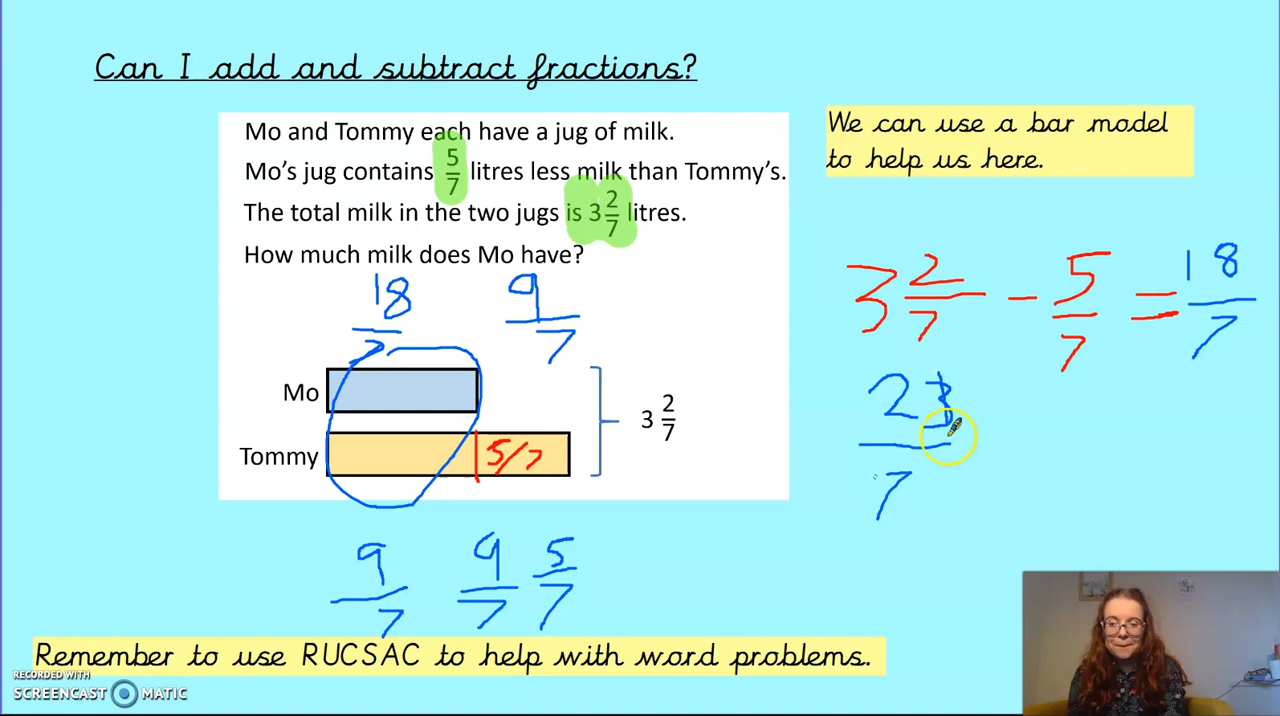 Can I add and subtract fractions?
Mo and Tommy each have a jug of milk.
Mo's jug contains 5/7 litres less milk than Tommy's.
The total milk in the two jugs is 3 2/7 litres.
How much milk does Mo have?
We can use a bar model
to help us here.
3 2/7 - 5/7 = 18/7
18/7 9/7
Mo
Tommy 5/7
3 2/7
2
7
9/7 9/7 5/7
Remember to use RUCSAC to help with word problems.
RECORDED WITH
SCREENCAST MATIC